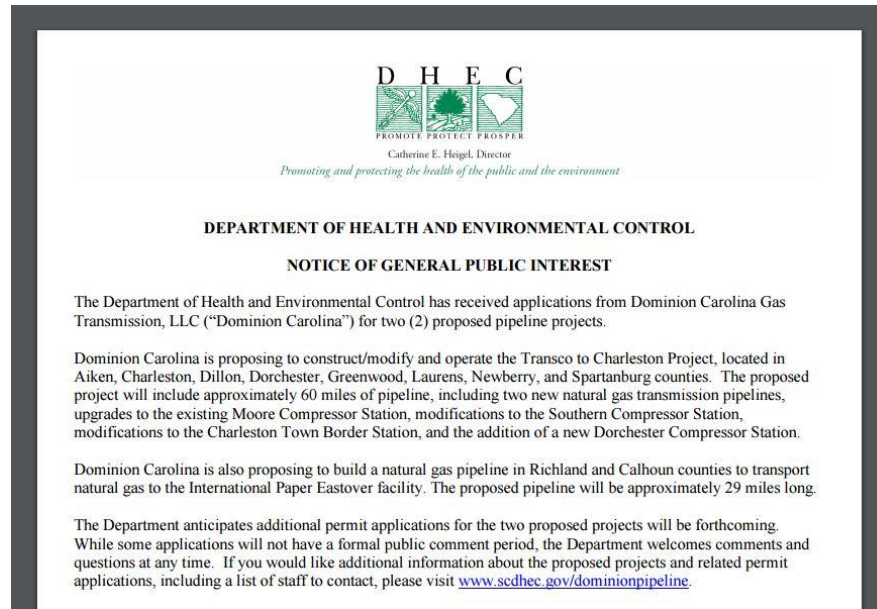 D H E C
PROMOTE PROTECT PROSPER
Catherine E. Heigel, Director
Promoting and protecting the health of the public and the environment
DEPARTMENT OF HEALTH AND ENVIRONMENTAL CONTROL
NOTICE OF GENERAL PUBLIC INTEREST
The Department of Health and Environmental Control has received applications from Dominion Carolina Gas
Transmission, LLC (“Dominion Carolina”) for two (2) proposed pipeline projects.
Dominion Carolina is proposing to construct/modify and operate the Transco to Charleston Project, located in
Aiken, Charleston, Dillon, Dorchester, Greenwood, Laurens, Newberry, and Spartanburg counties. The proposed
project will include approximately 60 miles of pipeline, including two new natural gas transmission pipelines,
upgrades to the existing Moore Compressor Station, modifications to the Southern Compressor Station,
modifications to the Charleston Town Border Station, and the addition of a new Dorchester Compressor Station.
Dominion Carolina is also proposing to build a natural gas pipeline in Richland and Calhoun counties to transport
natural gas to the International Paper Eastover facility. The proposed pipeline will be approximately 29 miles long.
The Department anticipates additional permit applications for the two proposed projects will be forthcoming.
While some applications will not have a formal public comment period, the Department welcomes comments and
questions at any time. If you would like additional information about the proposed projects and related permit
applications, including a list of staff to contact, please visit www.scdhec.gov/dominionpipeline.